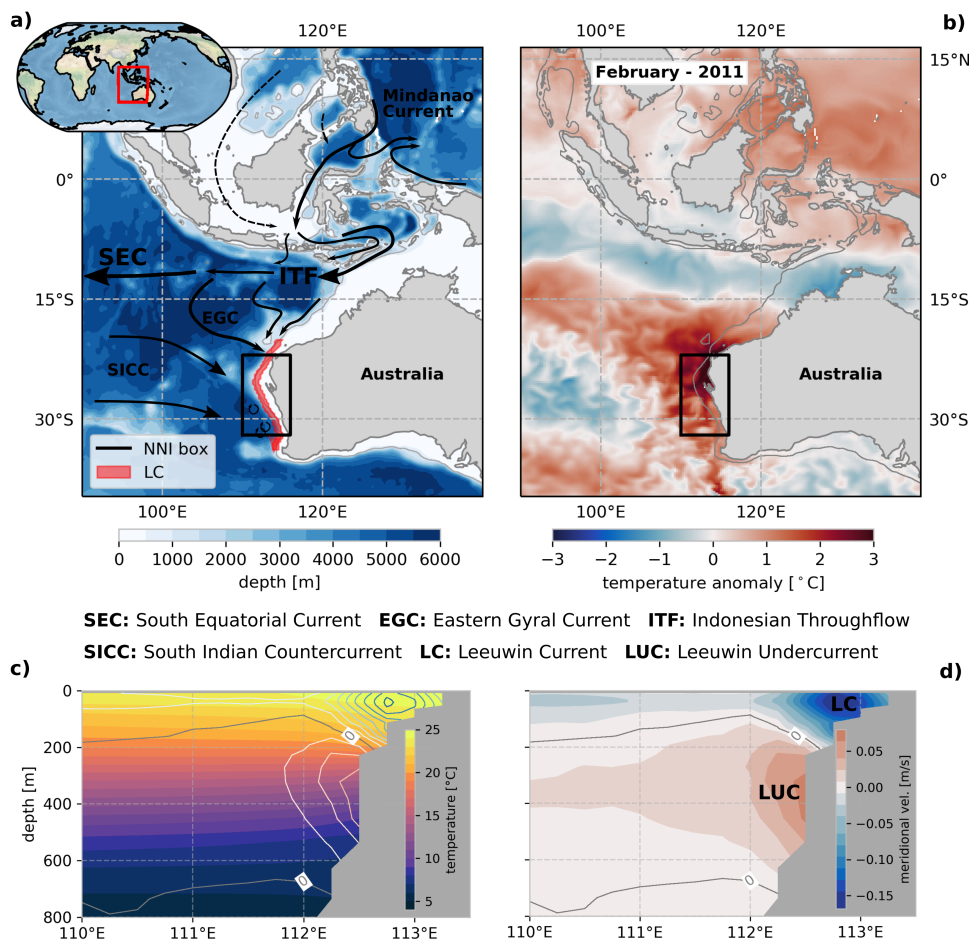 a)
b)
120°E
100°E
120°E
February - 2011
15°N
0°
15°S
30°S
Mindanao
Current
SEC
ITF
EGC
SICC
Australia
NNI box
LC
0°
15°S
30°S
Australia
100°E
120°E
100°E
120°E
0
1000
2000
3000
4000
5000
6000
depth [m]
−3
−2
−1
0
1
2
3
temperature anomaly [°C]
SEC: South Equatorial Current EGC: Eastern Gyral Current ITF: Indonesian Throughflow
SICC: South Indian Countercurrent LC: Leeuwin Current LUC: Leeuwin Undercurrent
c)
d)
0
200
400
600
800
depth [m]
0
0
25
20
15
10
5
temperature [°C]
110°E
111°E
112°E
113°E
LC
LUC
0
0
0.05
0.00
−0.05
−0.10
−0.15
meridional vel. [m/s]
110°E
111°E
112°E
113°E